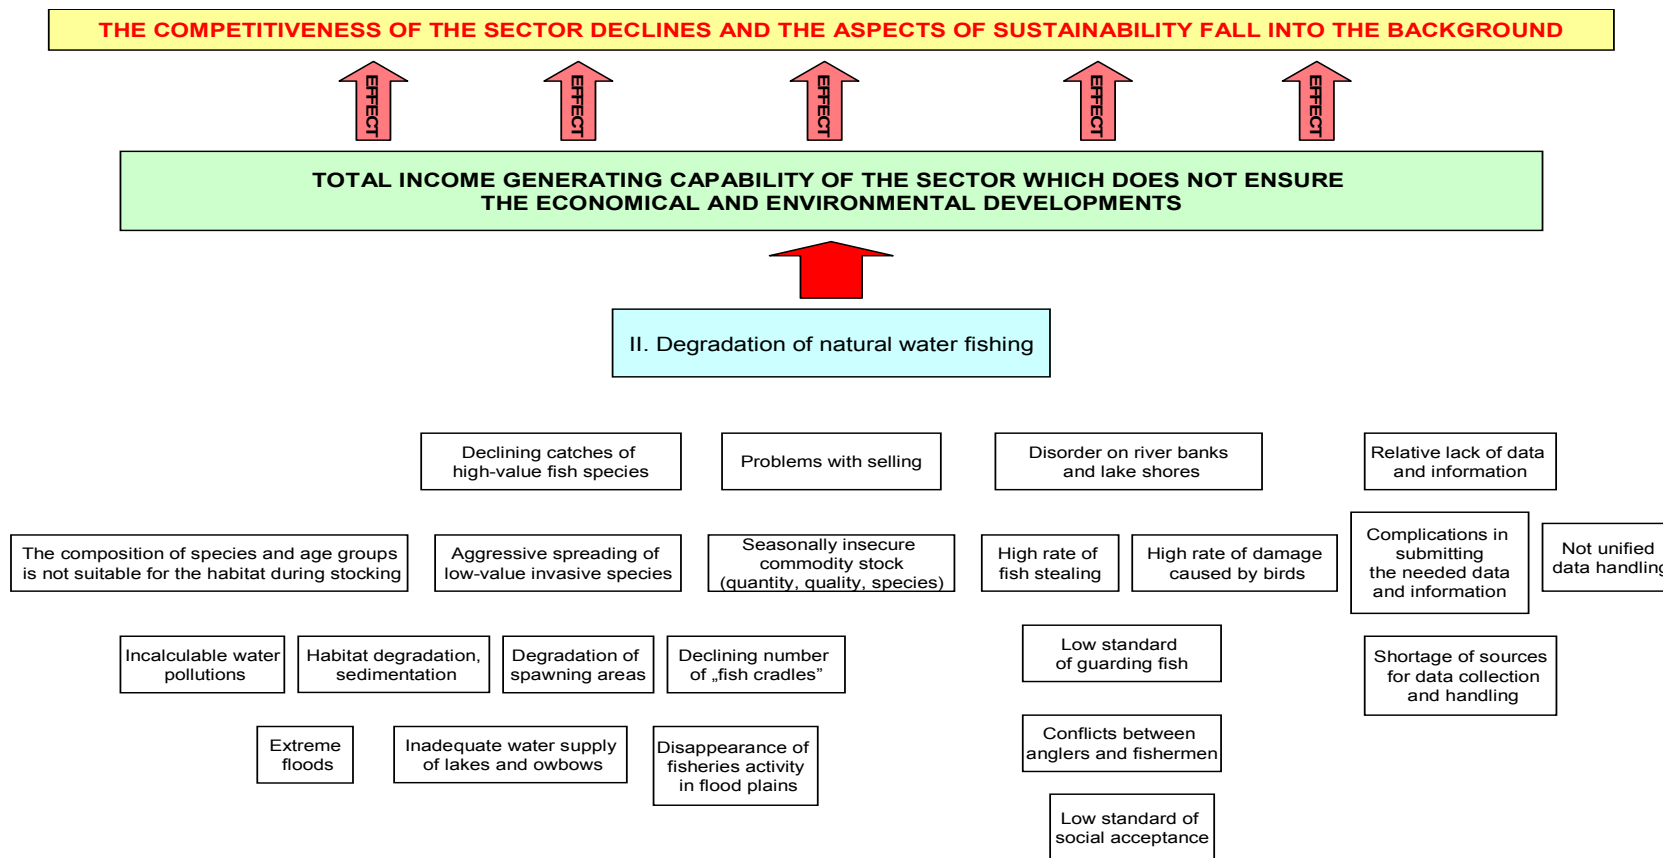 THE COMPETITIVENESS OF THE SECTOR DECLINES AND THE ASPECTS OF SUSTAINABILITY FALL INTO THE BACKGROUND
EFFECT
EFFECT
EFFECT
EFFECT
EFFECT
TOTAL INCOME GENERATING CAPABILITY OF THE SECTOR WHICH DOES NOT ENSURE
THE ECONOMICAL AND ENVIRONMENTAL DEVELOPMENTS
II. Degradation of natural water fishing
Declining catches of
high-value fish species
Problems with selling
Disorder on river banks
and lake shores
Relative lack of data
and information
The composition of species and age groups
is not suitable for the habitat during stocking
Aggressive spreading of
low-value invasive species
Seasonally insecure
commodity stock
(quantity, quality, species)
High rate of
fish stealing
High rate of damage
caused by birds
Complications in
submitting
the needed data
and information
Not unified
data handling
Incalculable water
pollutions
Habitat degradation,
sedimentation
Degradation of
spawning areas
Declining number
of „fish cradles”
Low standard
of guarding fish
Shortage of sources
for data collection
and handling
Extreme
floods
Inadequate water supply
of lakes and owbows
Disappearance of
fisheries activity
in flood plains
Conflicts between
anglers and fishermen
Low standard of
social acceptance